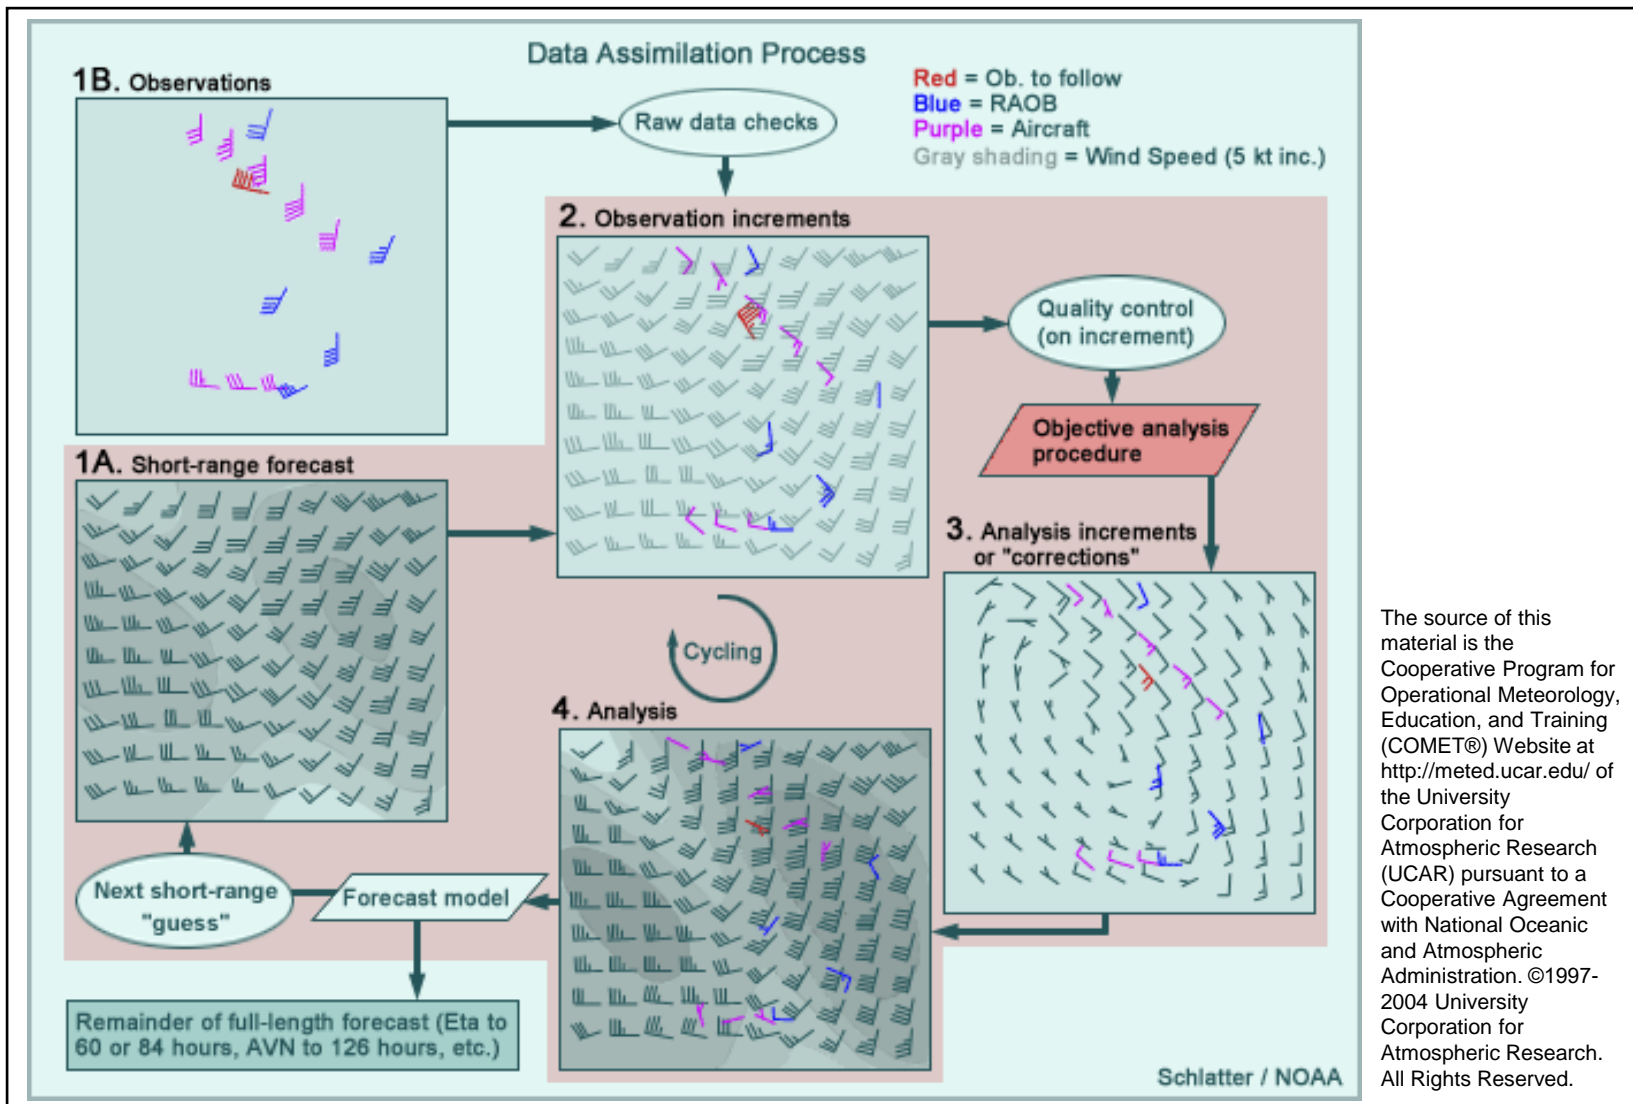 Data Assimilation Process
1B. Observations
Red = Ob. to follow
Blue = RAOB
Purple = Aircraft
Gray shading = Wind Speed (5 kt inc.)
Raw data checks
2. Observation increments
Quality control
(on increment)
Objective analysis
procedure
1A. Short-range forecast
3. Analysis increments
or "corrections"
Cycling
4. Analysis
Next short-range
"guess"
Forecast model
Remainder of full-length forecast (Eta to
60 or 84 hours, AVN to 126 hours, etc.)
Schlatter / NOAA
The source of this
material is the
Cooperative Program for
Operational Meteorology,
Education, and Training
(COMET®) Website at
http://meted.ucar.edu/ of
the University
Corporation for
Atmospheric Research
(UCAR) pursuant to a
Cooperative Agreement
with National Oceanic
and Atmospheric
Administration. ©1997-
2004 University
Corporation for
Atmospheric Research.
All Rights Reserved.